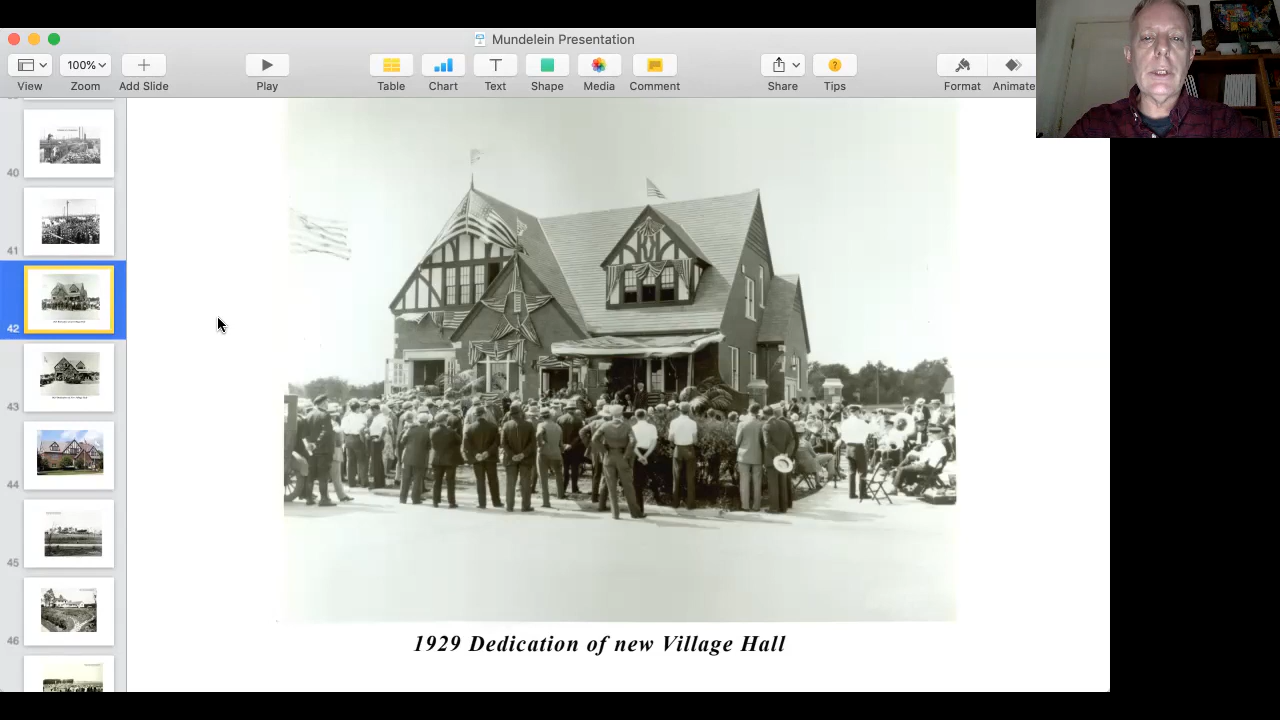 Mundelein Presentation
100%
View
Zoom
Add Slide
Play
Table
Chart
Text
Shape
Media
Comment
Share
Tips
Format
Animate
40
41
42
43
44
45
46
1929 Dedication of new Village Hall